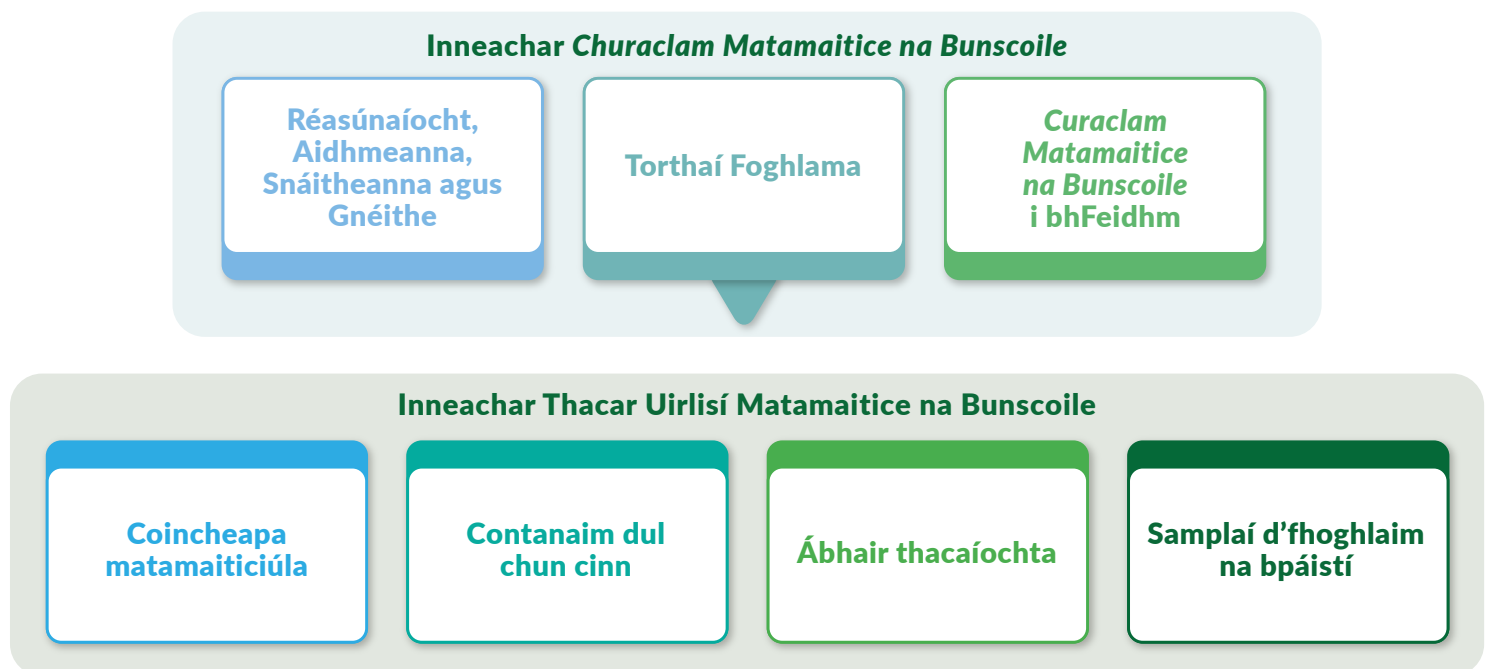 Inneachar Churaclam Matamaitice na Bunscoile
Réasúnaíocht,
Aidhmeanna,
Snáitheanna agus
Gnéithe
Torthaí Foghlama
Curaclam
Matamaitice
na Bunscoile
i bhFeidhm
Inneachar Thacar Uirlisí Matamaitice na Bunscoile
Coincheapa
matamaiticiúla
Contanaim dul
chun cinn
Ábhair thacaíochta
Samplaí d’fhoghlaim
na bpáistí